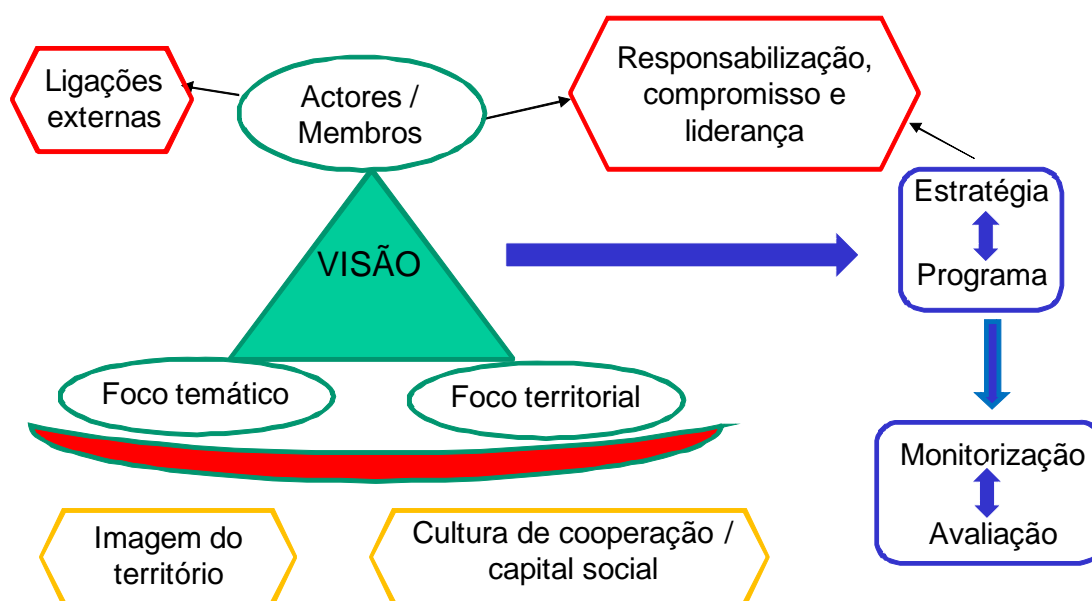 Ligações
externas
Actores /
Membros
Responsabilização,
compromisso e
liderança
VISÃO
Estratégia
Programa
Foco temático
Foco territorial
Monitorização
Avaliação
Imagem do
território
Cultura de cooperação /
capital social